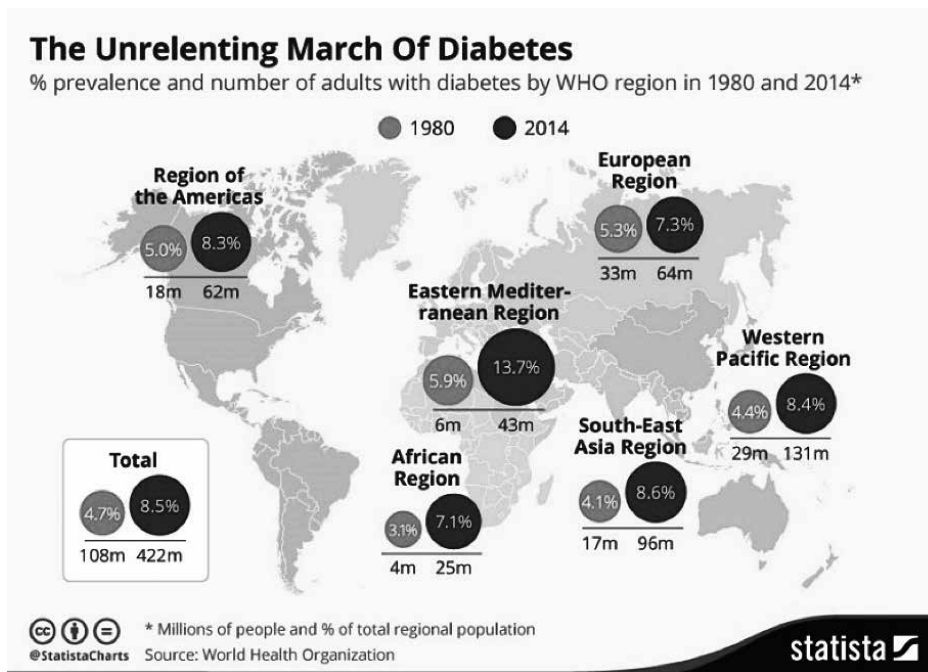 The Unrelenting March Of Diabetes
% prevalence and number of adults with diabetes by WHO region in 1980 and 2014*
1980 2014
Region of
the Americas
5.0% 8.3%
18m 62m
European
Region
5.3% 7.3%
33m 64m
Eastern Mediter-
ranean Region
5.9% 13.7%
6m 43m
Western
Pacific Region
4.4% 8.4%
29m 131m
South-East
Asia Region
4.1% 8.6%
17m 96m
African
Region
3.1% 7.1%
4m 25m
Total
4.7% 8.5%
108m 422m
cc
@StatistaCharts
* Millions of people and % of total regional population
Source: World Health Organization
statista